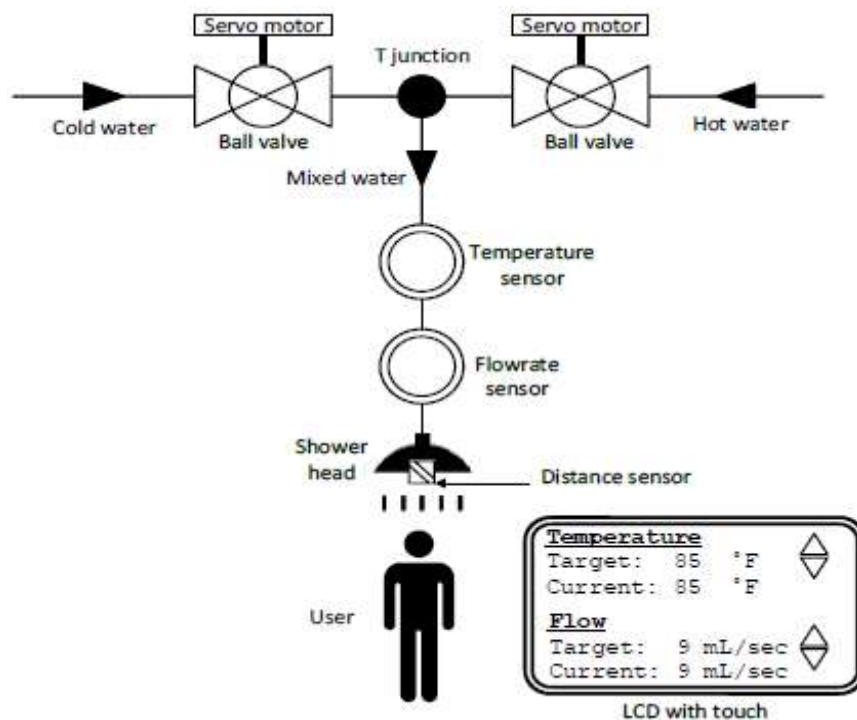 Servo motor
Servo motor
T junction
Cold water
Ball valve
Ball valve
Hot water
Mixed water
Temperature
sensor
Flowrate
sensor
Shower
head
Distance sensor
User
Temperature
Target: 85 °F
Current: 85 °F
Flow
Target: 9 mL/sec
Current: 9 mL/sec
LCD with touch